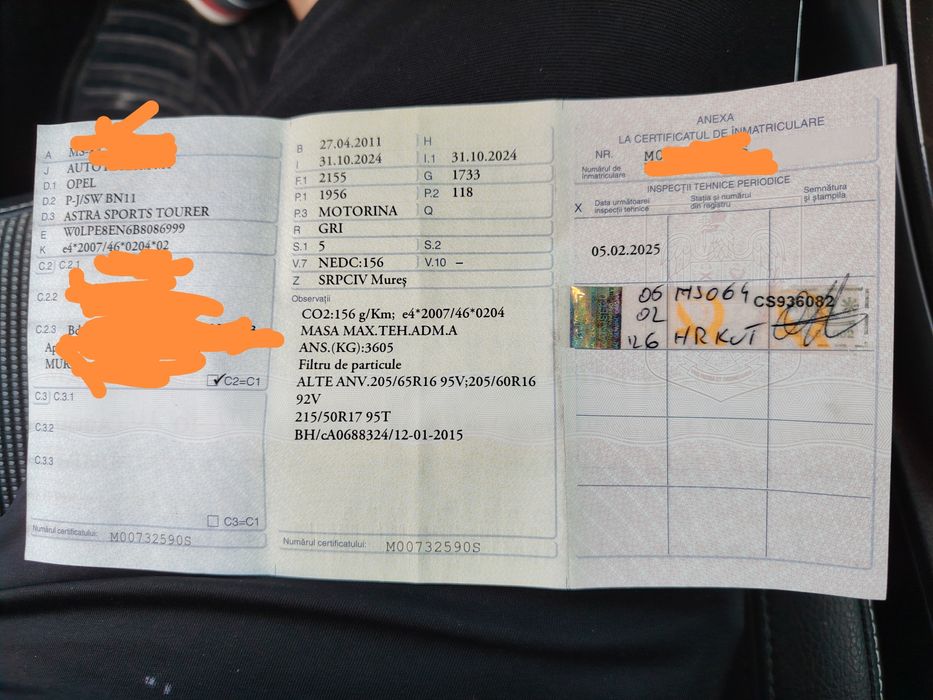 A MS-
J AUTOT
D.1 OPEL
D.2 P-J/SW BN11
D.3 ASTRA SPORTS TOURER
E W0LPE8EN6B8086999
K e4*2007/46*0204*02
C.2 C.2.1
C.2.2
C.2.3 Bd
Ap
MUR
✓ C2=C1
C.3 C.3.1
C.3.2
C.3.3
C3=C1
Numărul certificatului: M00732590S
B 27.04.2011 H
I 31.10.2024 I.1 31.10.2024
F.1 2155 G 1733
P.1 1956 P.2 118
P.3 MOTORINA Q
R GRI
S.1 5 S.2
V.7 NEDC:156 V.10 –
Z SRPCIV Mureș
Observații
CO2:156 g/Km; e4*2007/46*0204
MASA MAX.TEH.ADM.A
ANS.(KG):3605
Filtru de particule
ALTE ANV.205/65R16 95V;205/60R16
92V
215/50R17 95T
BH/cA0688324/12-01-2015
Numărul certificatului: M00732590S
ANEXA
LA CERTIFICATUL DE ÎNMATRICULARE
NR. M0
Numărul de
înmatriculare
INSPECȚII TEHNICE PERIODICE
X Data următoarei
inspecții tehnice
Stația și numărul
din registru
Semnătura
și ștampila
05.02.2025
05 MS064 CS936082
02
'26 HRKUT